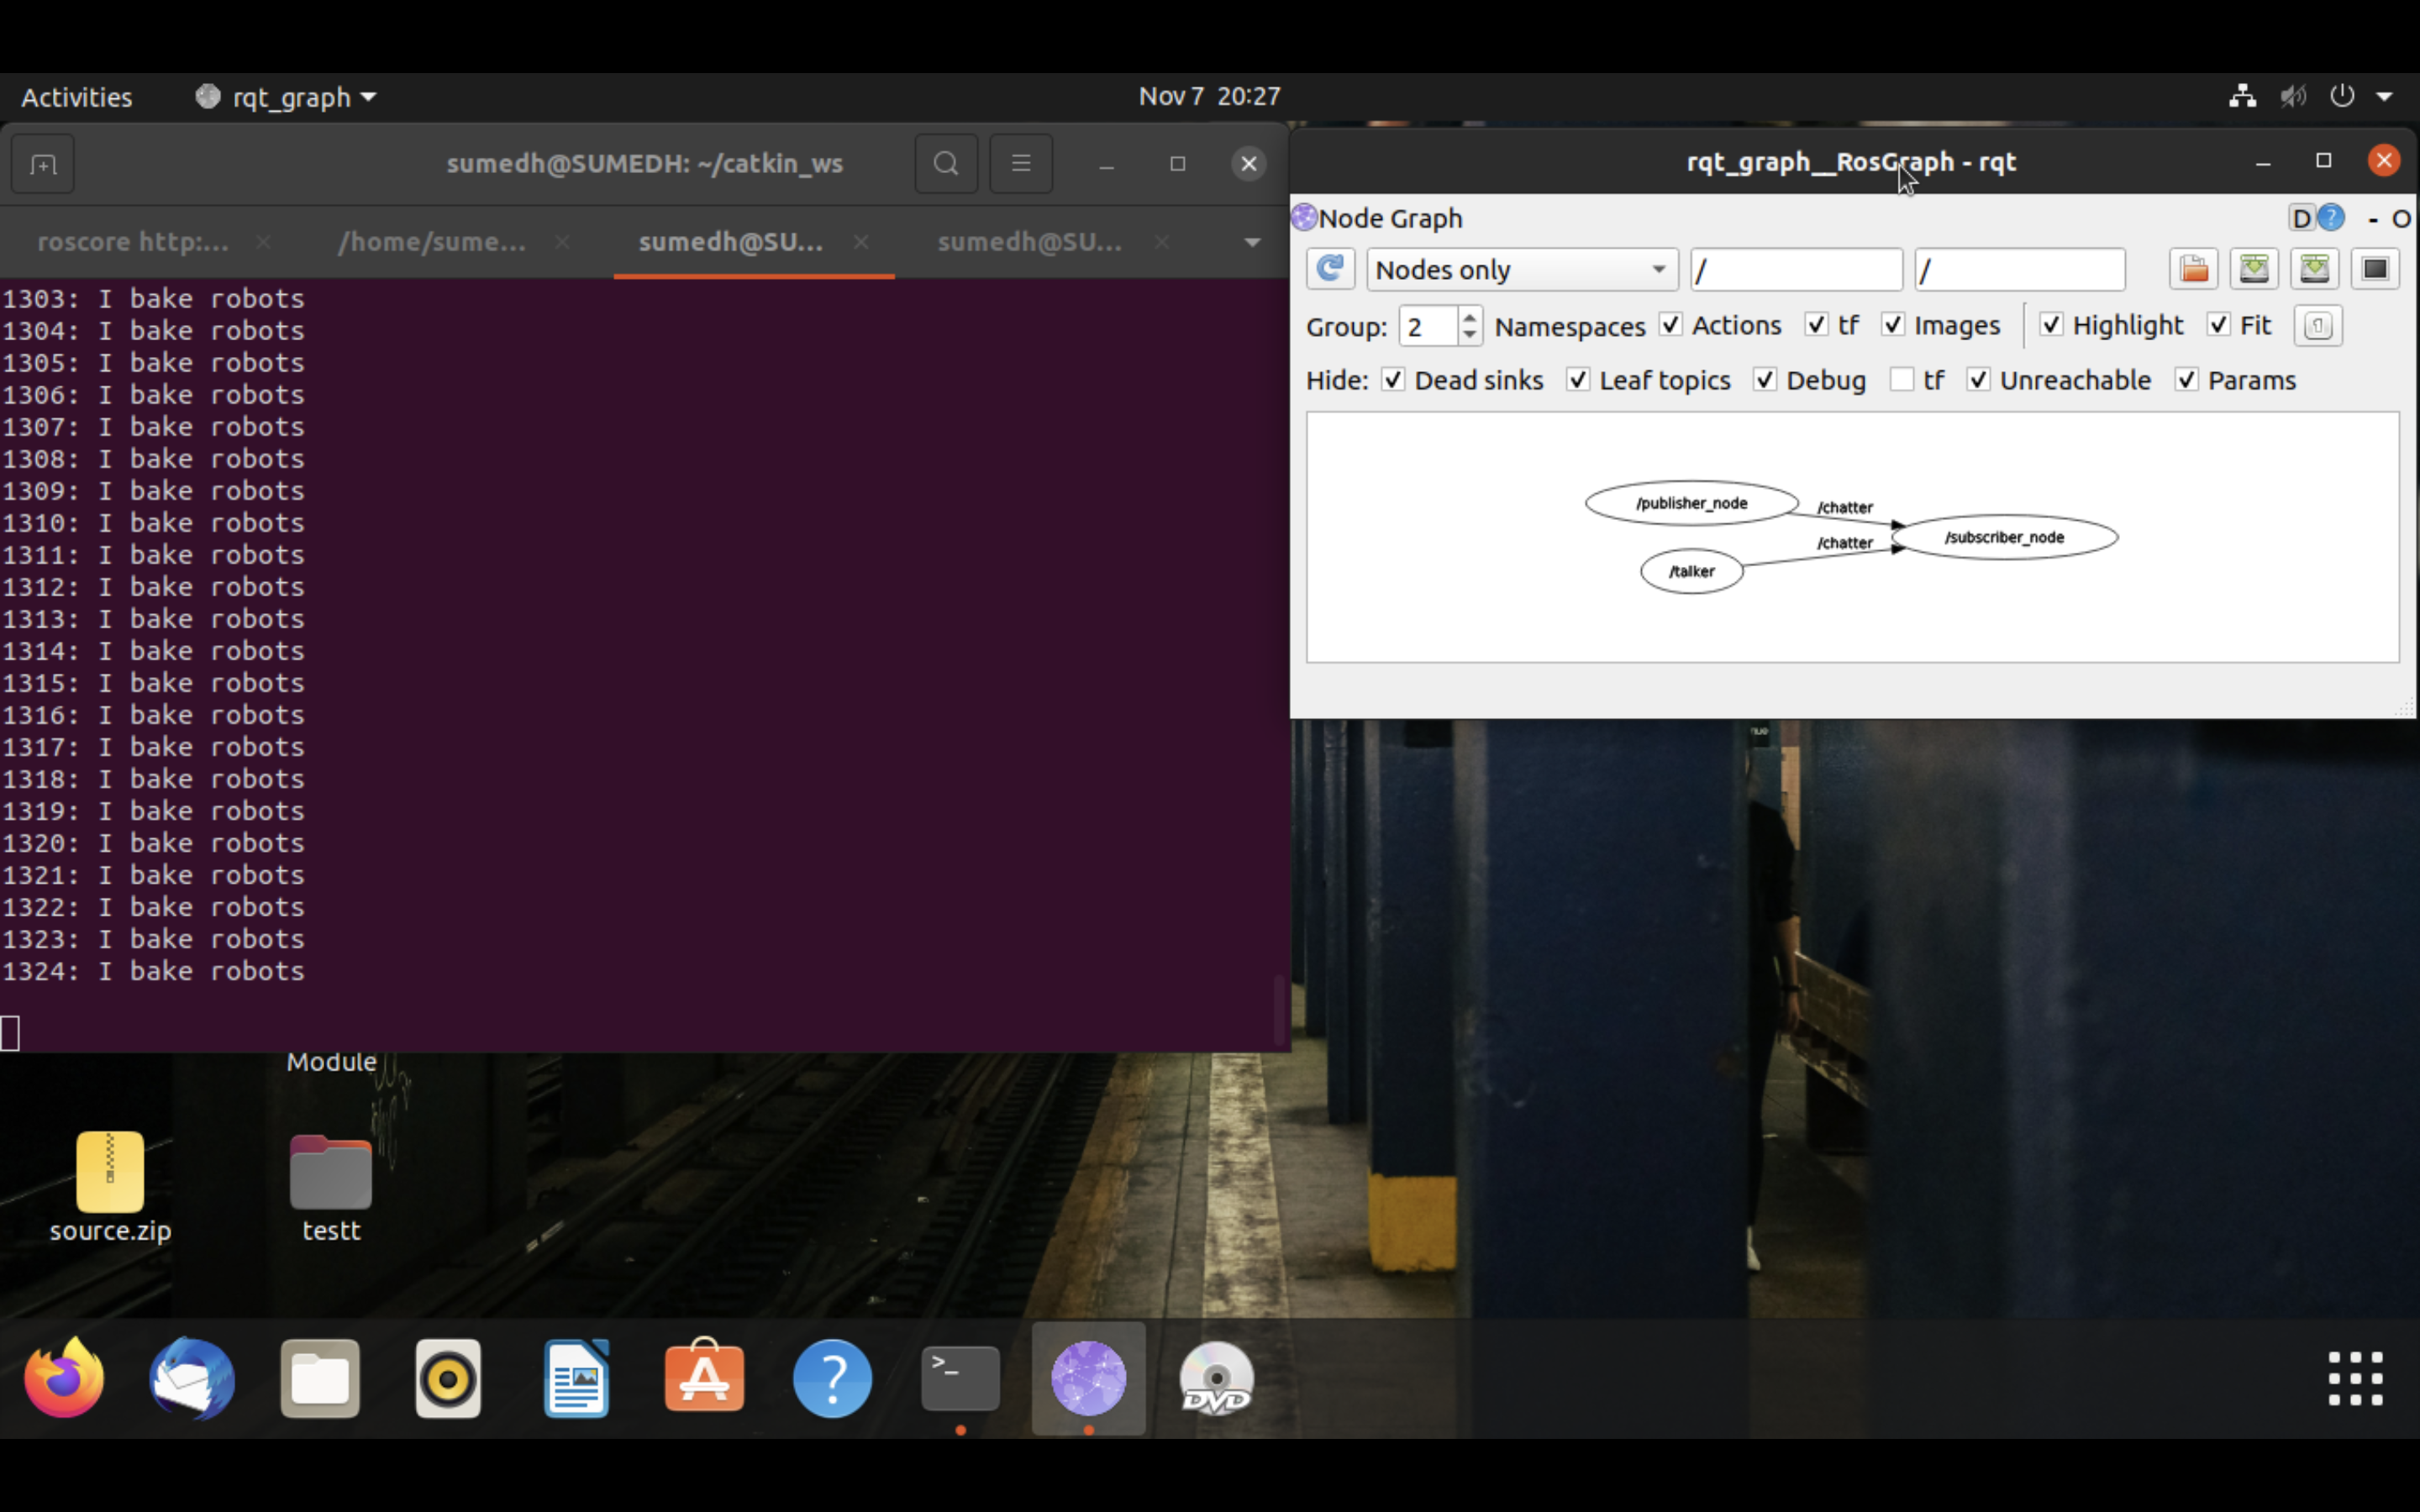 Activities
rqt_graph
Nov 7 20:27
sumedh@SUMEDH: ~/catkin_ws
roscore http:...
/home/sume...
sumedh@SU...
sumedh@SU...
1303: I bake robots
1304: I bake robots
1305: I bake robots
1306: I bake robots
1307: I bake robots
1308: I bake robots
1309: I bake robots
1310: I bake robots
1311: I bake robots
1312: I bake robots
1313: I bake robots
1314: I bake robots
1315: I bake robots
1316: I bake robots
1317: I bake robots
1318: I bake robots
1319: I bake robots
1320: I bake robots
1321: I bake robots
1322: I bake robots
1323: I bake robots
1324: I bake robots
rqt_graph__RosGraph - rqt
Node Graph
D ? - O
Nodes only / /
Group: 2 Namespaces Actions tf Images Highlight Fit 1
Hide: Dead sinks Leaf topics Debug tf Unreachable Params
/publisher_node
/chatter
/subscriber_node
/chatter
/talker
Module
source.zip
testt
DVD